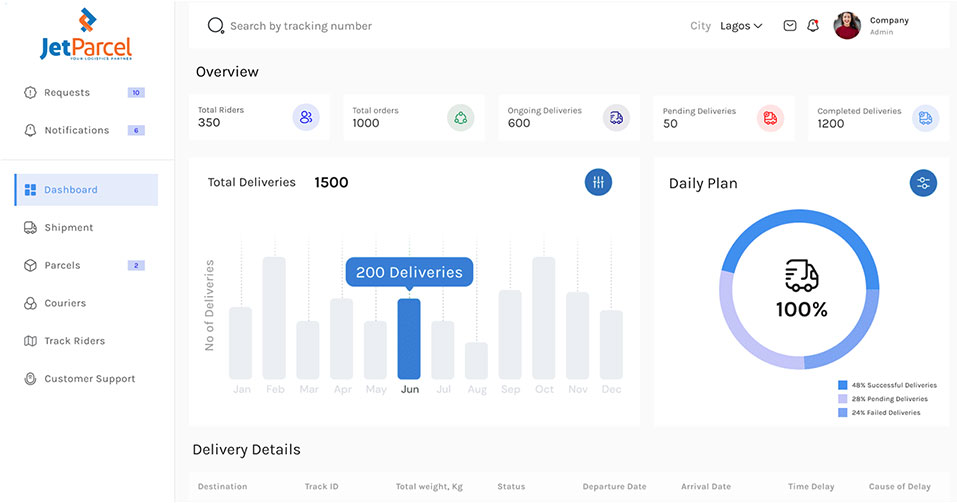 JetParcel
YOUR LOGISTICS PARTNER
Requests 10
Notifications 6
Dashboard
Shipment
Parcels 2
Couriers
Track Riders
Customer Support
Search by tracking number
City Lagos
Company
Admin
Overview
Total Riders
350
Total orders
1000
Ongoing Deliveries
600
Pending Deliveries
50
Completed Deliveries
1200
Total Deliveries 1500
No of Deliveries
200 Deliveries
Jan Feb Mar Apr May Jun Jul Aug Sep Oct Nov Dec
Daily Plan
100%
48% Successful Deliveries
28% Pending Deliveries
24% Failed Deliveries
Delivery Details
Destination Track ID Total weight, Kg Status Departure Date Arrival Date Time Delay Cause of Delay